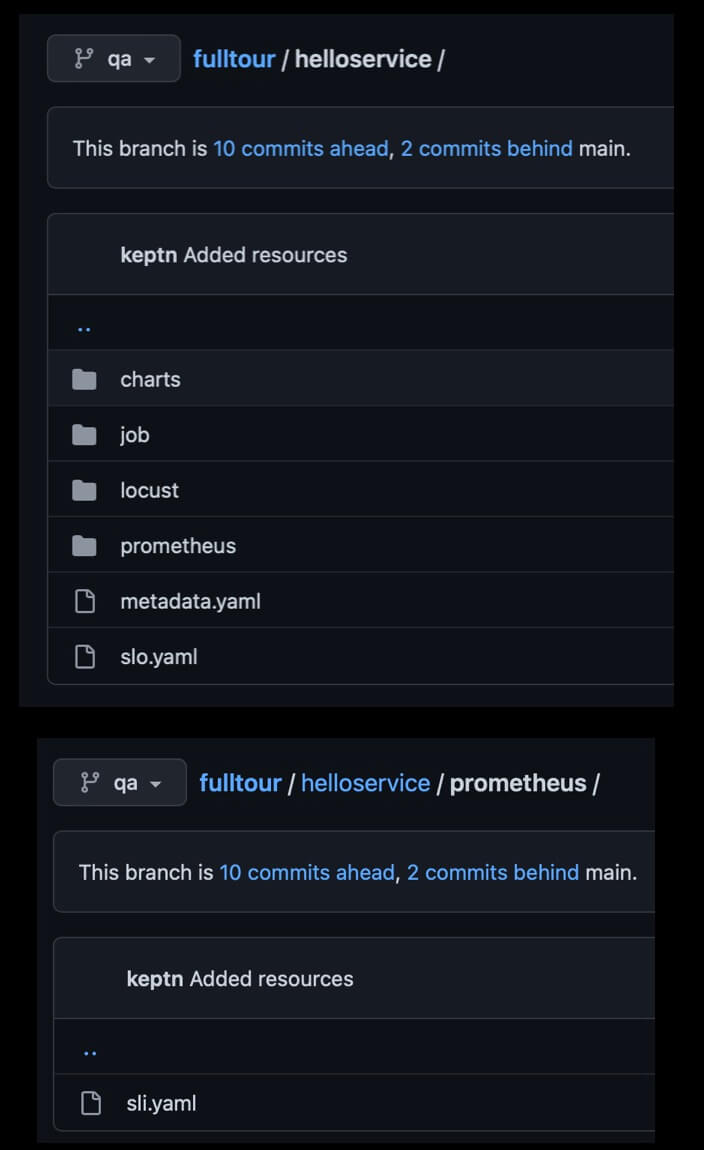 qa fulltour / helloservice /
This branch is 10 commits ahead, 2 commits behind main.
keptn Added resources
..
charts
job
locust
prometheus
metadata.yaml
slo.yaml
qa fulltour / helloservice / prometheus /
This branch is 10 commits ahead, 2 commits behind main.
keptn Added resources
..
sli.yaml